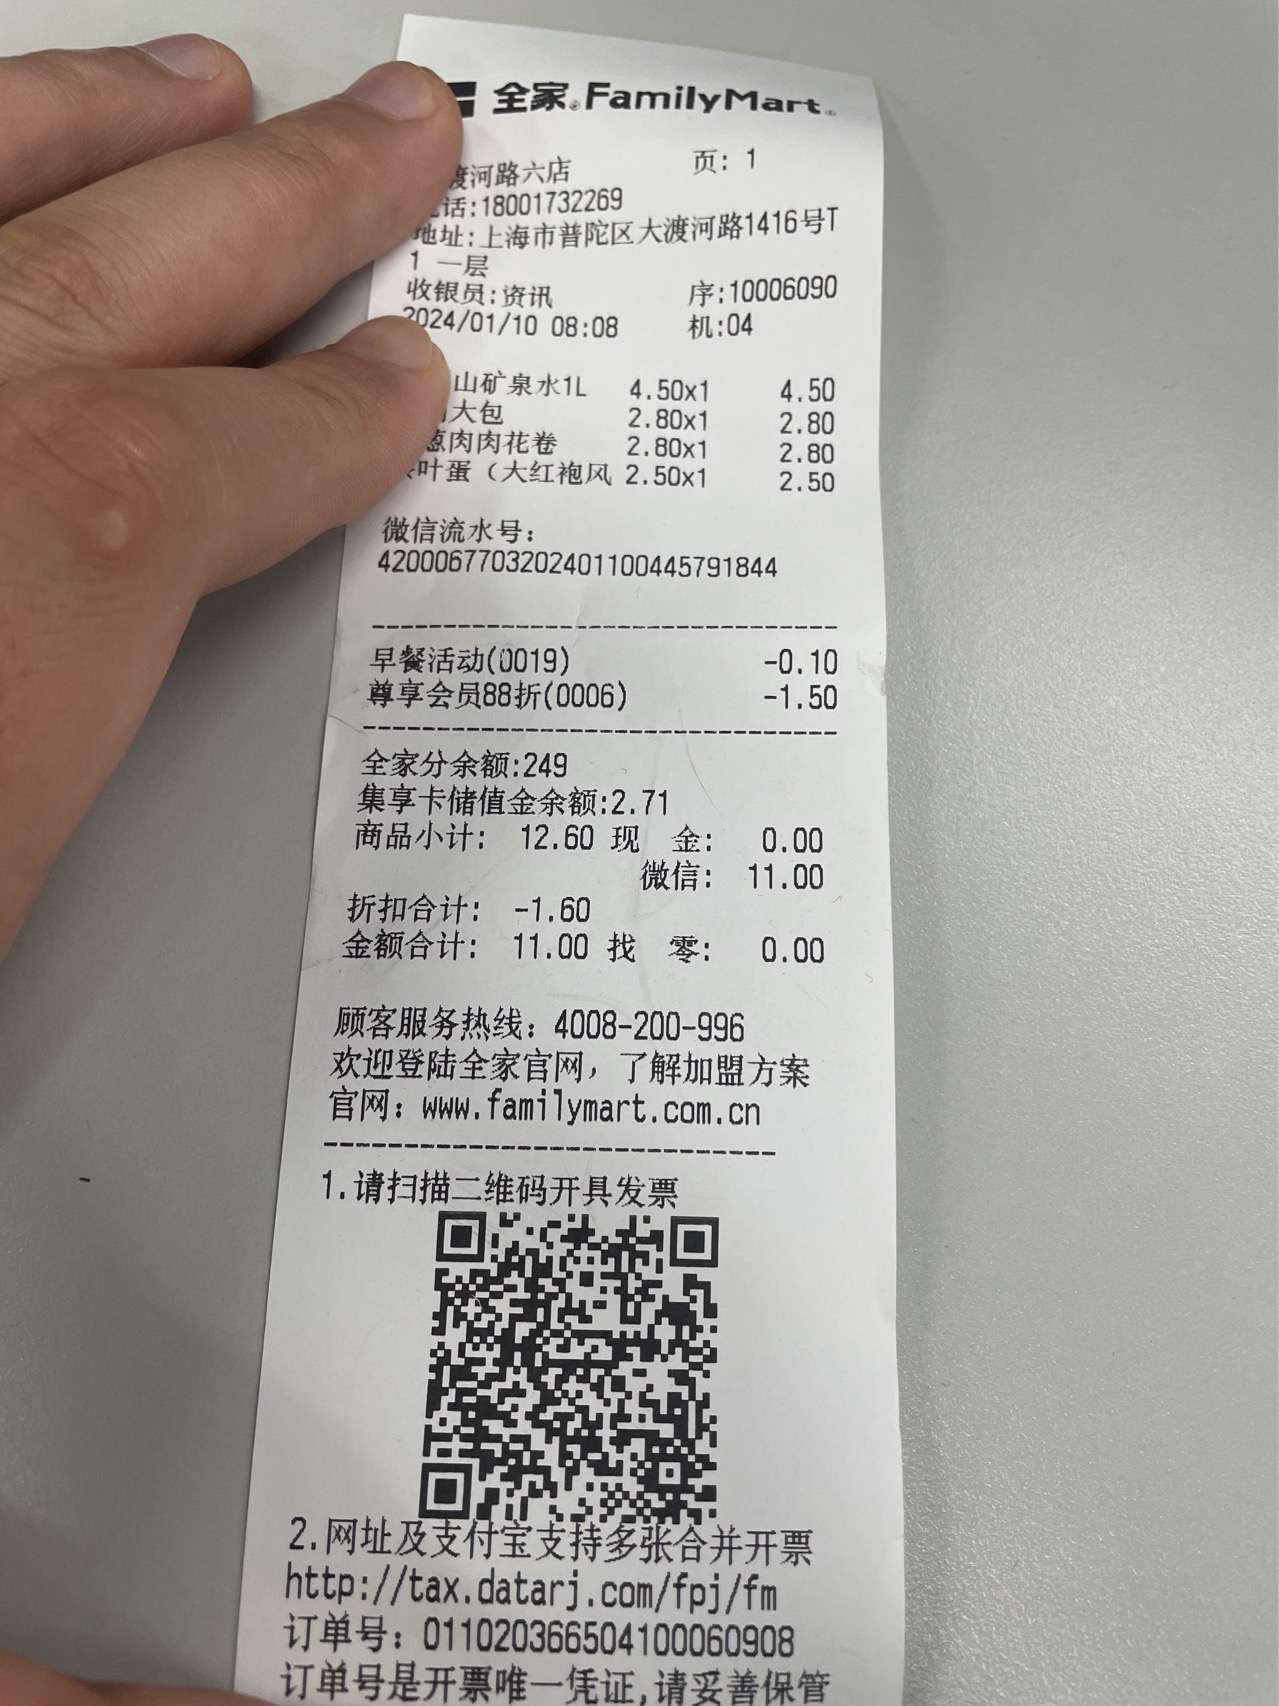 全家 FamilyMart
渡河路六店 页: 1
话:18001732269
地址:上海市普陀区大渡河路1416号T
1 一层
收银员:资讯 序:10006090
2024/01/10 08:08 机:04
山矿泉水1L 4.50x1 4.50
大包 2.80x1 2.80
葱肉肉花卷 2.80x1 2.80
叶蛋（大红袍风 2.50x1 2.50
微信流水号:
4200067703202401100445791844
早餐活动(0019) -0.10
尊享会员88折(0006) -1.50
全家分余额:249
集享卡储值金余额:2.71
商品小计: 12.60 现 金: 0.00
微信: 11.00
折扣合计: -1.60
金额合计: 11.00 找 零: 0.00
顾客服务热线: 4008-200-996
欢迎登陆全家官网, 了解加盟方案
官网: www.familymart.com.cn
1.请扫描二维码开具发票
2.网址及支付宝支持多张合并开票
http://tax.datarj.com/fpj/fm
订单号: 011020366504100060908
订单号是开票唯一凭证,请妥善保管